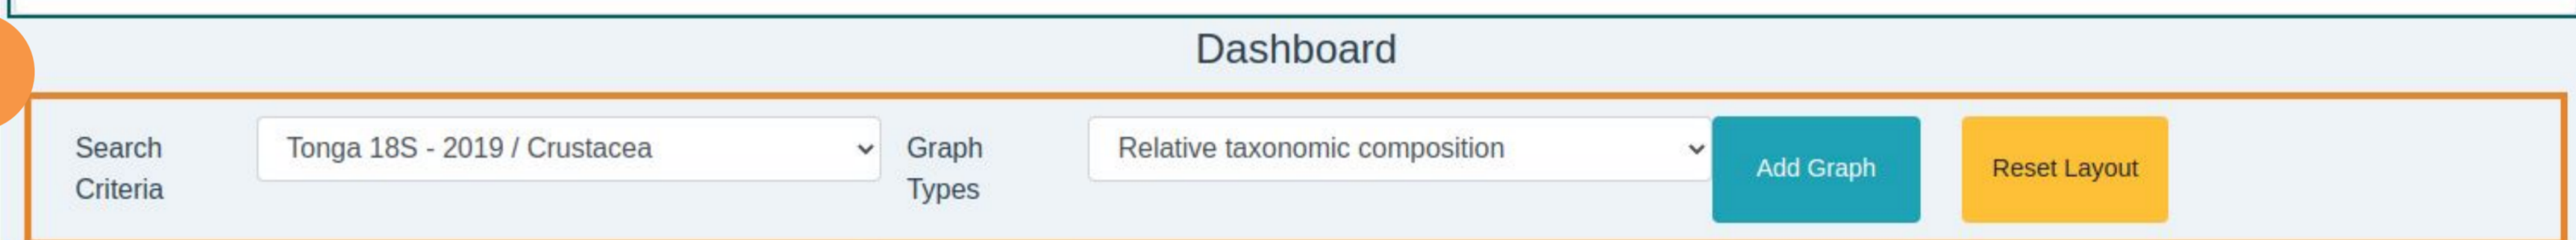 Dashboard
Search
Criteria
Tonga 18S - 2019 / Crustacea
Graph
Types
Relative taxonomic composition
Add Graph
Reset Layout